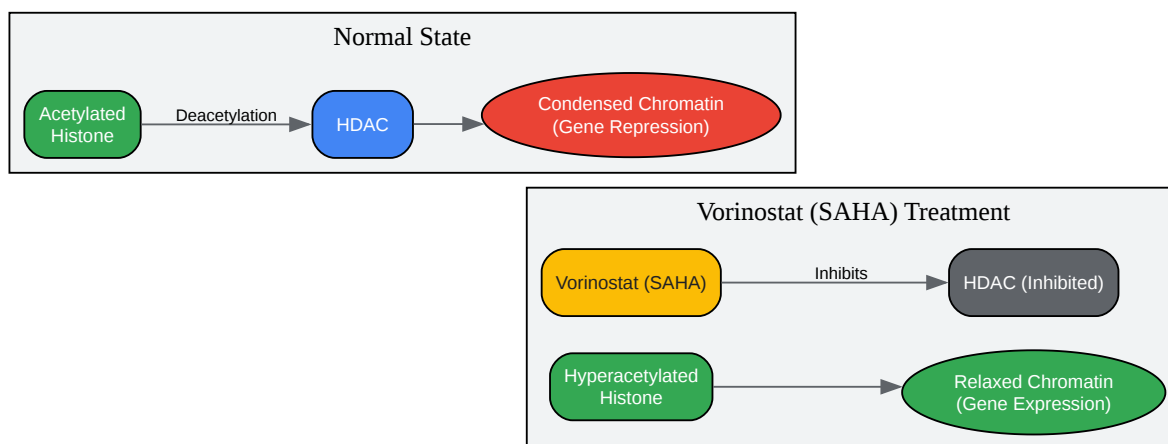 Normal State
Acetylated
Histone
Deacetylation
HDAC
Condensed Chromatin
(Gene Repression)
Vorinostat (SAHA) Treatment
Vorinostat (SAHA)
Inhibits
HDAC (Inhibited)
Hyperacetylated
Histone
Relaxed Chromatin
(Gene Expression)